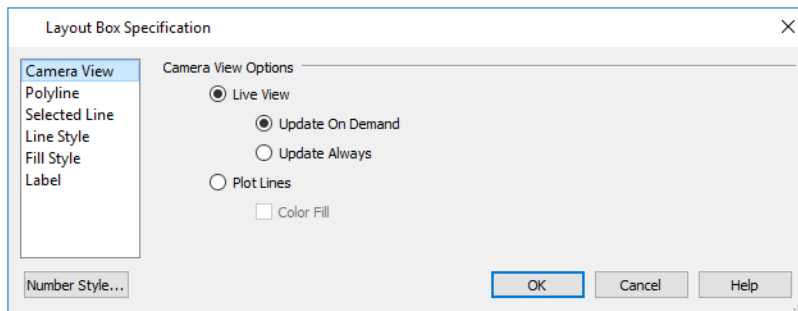 Layout Box Specification
Camera View
Polyline
Selected Line
Line Style
Fill Style
Label
Camera View Options
Live View
Update On Demand
Update Always
Plot Lines
Color Fill
Number Style...
OK
Cancel
Help